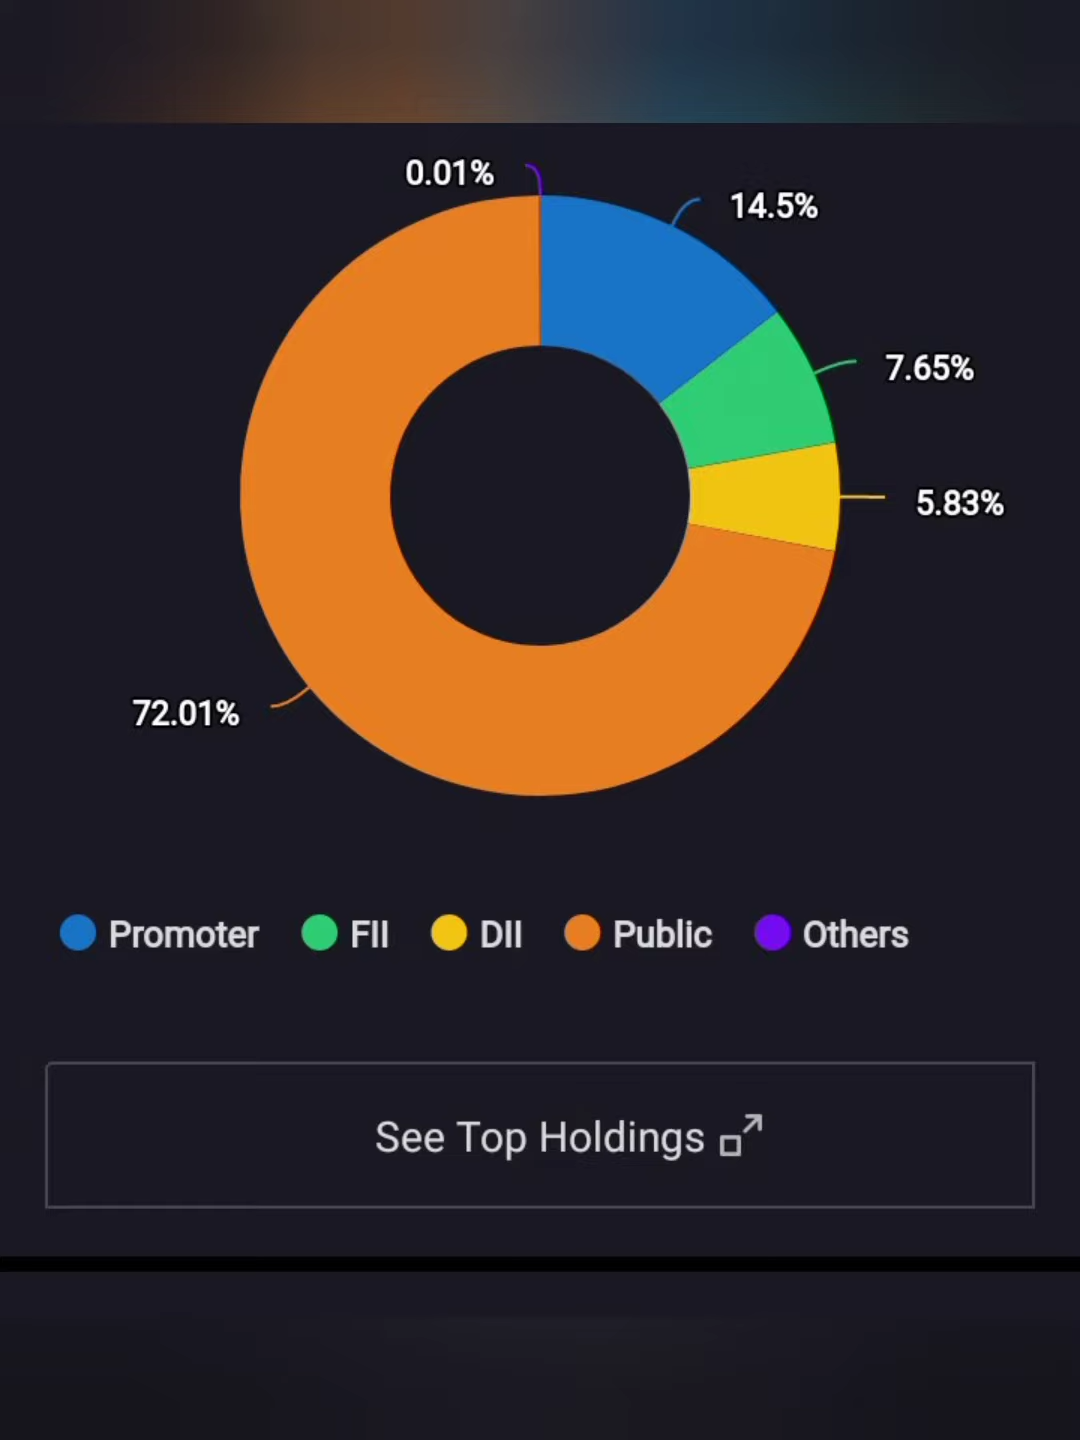 0.01%
14.5%
7.65%
5.83%
72.01%
Promoter FII DII Public Others
See Top Holdings